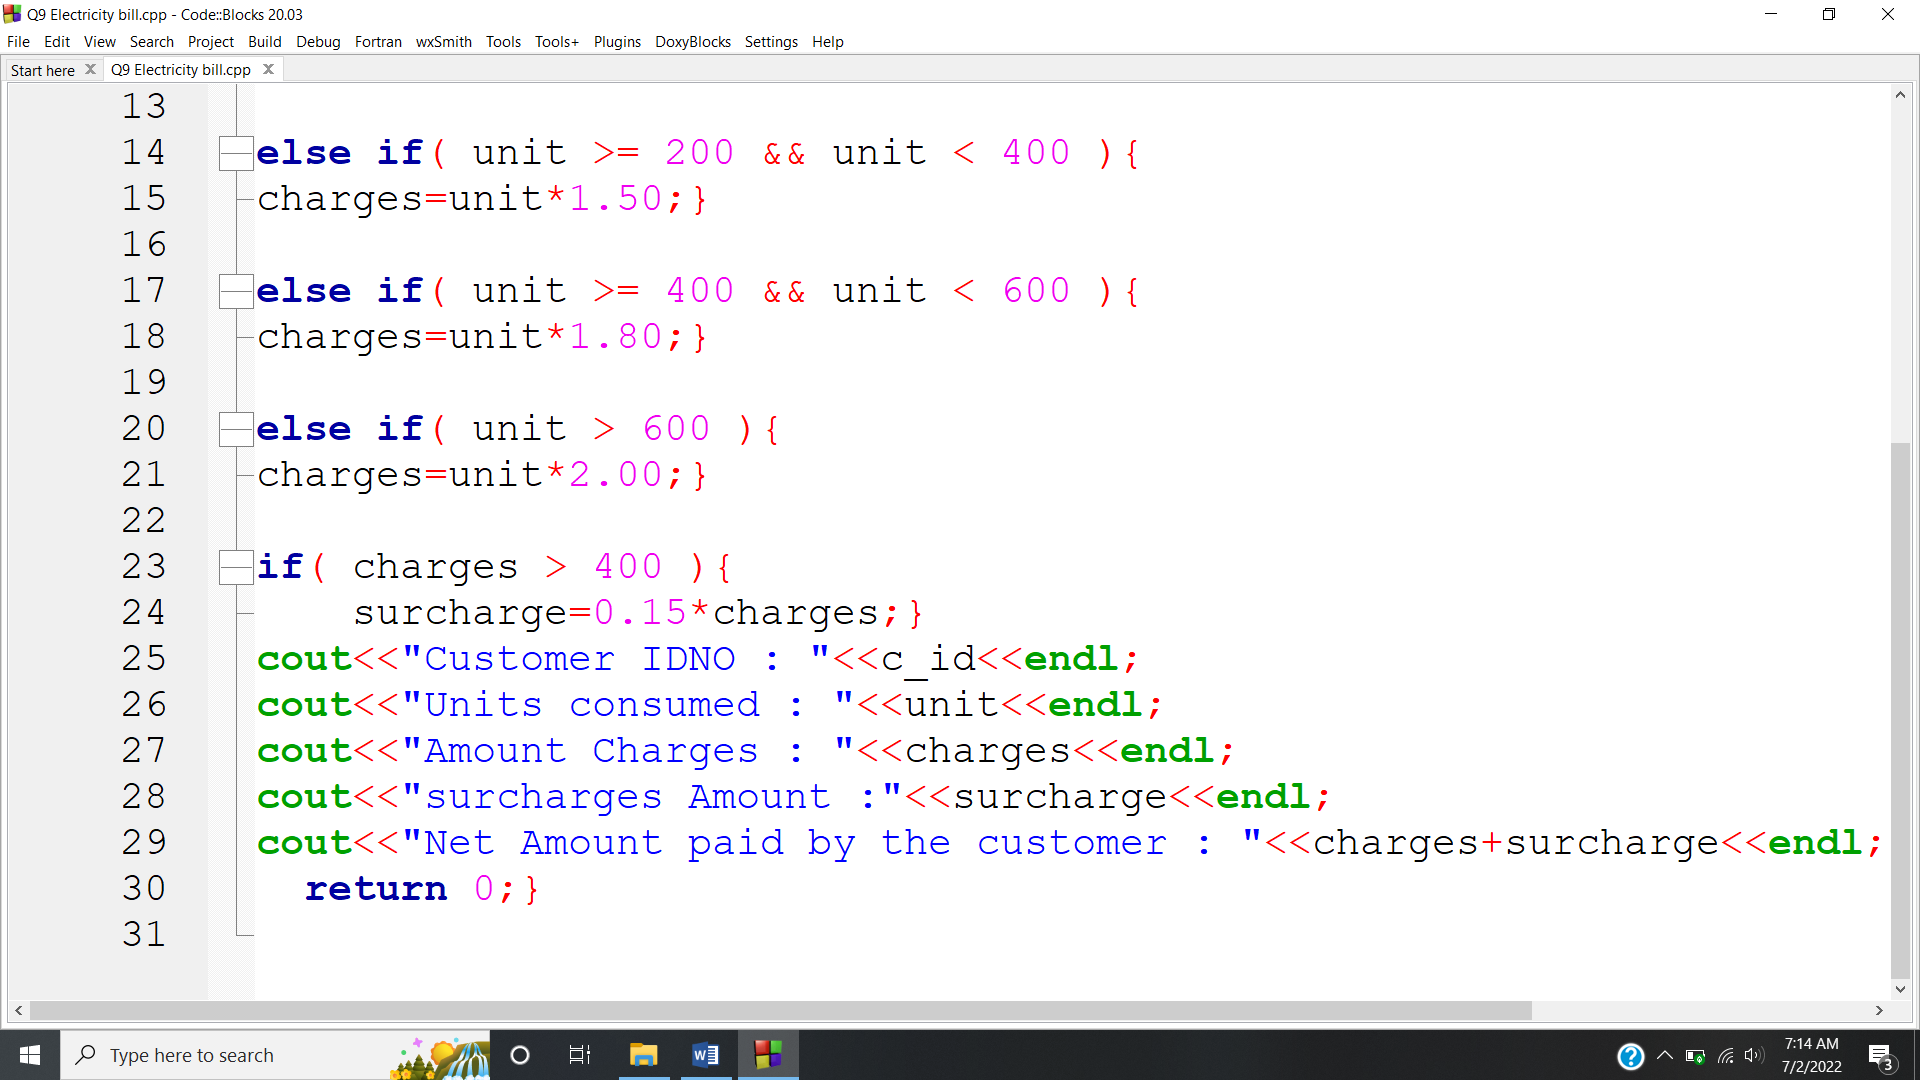 Q9 Electricity bill.cpp - Code::Blocks 20.03
File Edit View Search Project Build Debug Fortran wxSmith Tools Tools+ Plugins DoxyBlocks Settings Help
Start here Q9 Electricity bill.cpp
13
14 else if( unit >= 200 && unit < 400 ){
15 charges=unit*1.50;}
16
17 else if( unit >= 400 && unit < 600 ){
18 charges=unit*1.80;}
19
20 else if( unit > 600 ){
21 charges=unit*2.00;}
22
23 if( charges > 400 ){
24 surcharge=0.15*charges;}
25 cout<<"Customer IDNO : "<<c_id<<endl;
26 cout<<"Units consumed : "<<unit<<endl;
27 cout<<"Amount Charges : "<<charges<<endl;
28 cout<<"surcharges Amount :"<<surcharge<<endl;
29 cout<<"Net Amount paid by the customer : "<<charges+surcharge<<endl;
30 return 0;}
31
Type here to search
7:14 AM
7/2/2022
3